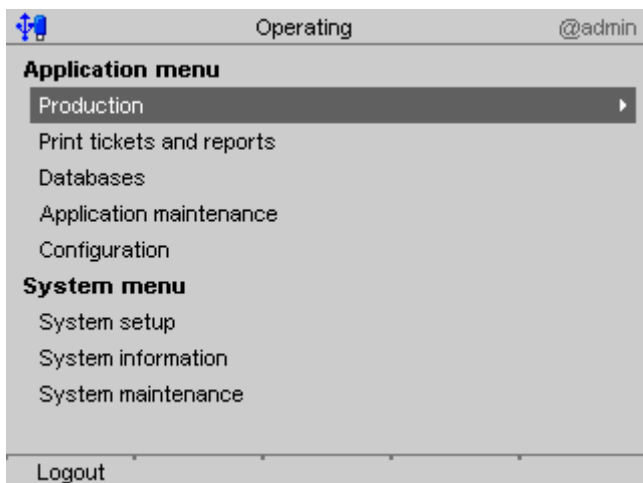 Operating @admin
Application menu
Production
Print tickets and reports
Databases
Application maintenance
Configuration
System menu
System setup
System information
System maintenance
Logout